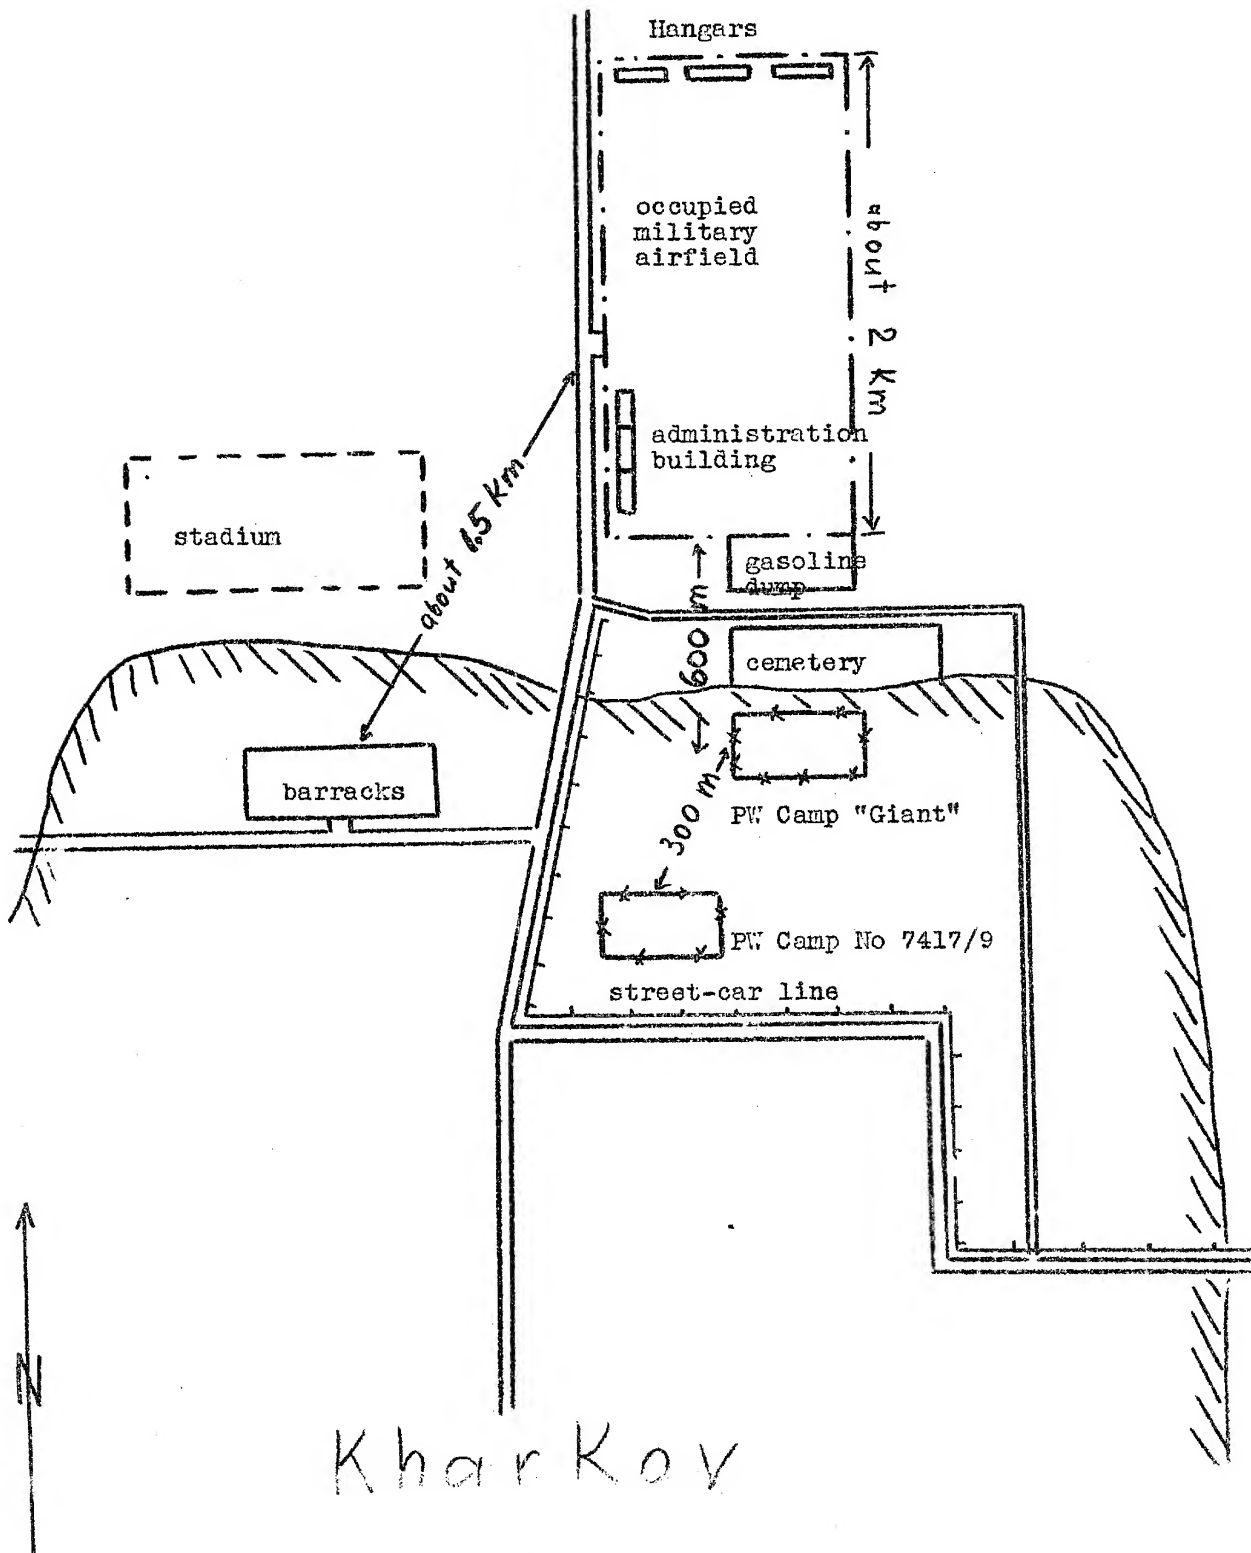 Hangars
occupied
military
airfield
about 2 Km
administration
building
about 1.5 Km
stadium
gasoline
dump
600 m
cemetery
barracks
300 m
PW Camp "Giant"
PW Camp No 7417/9
street-car line
N
Kharkov